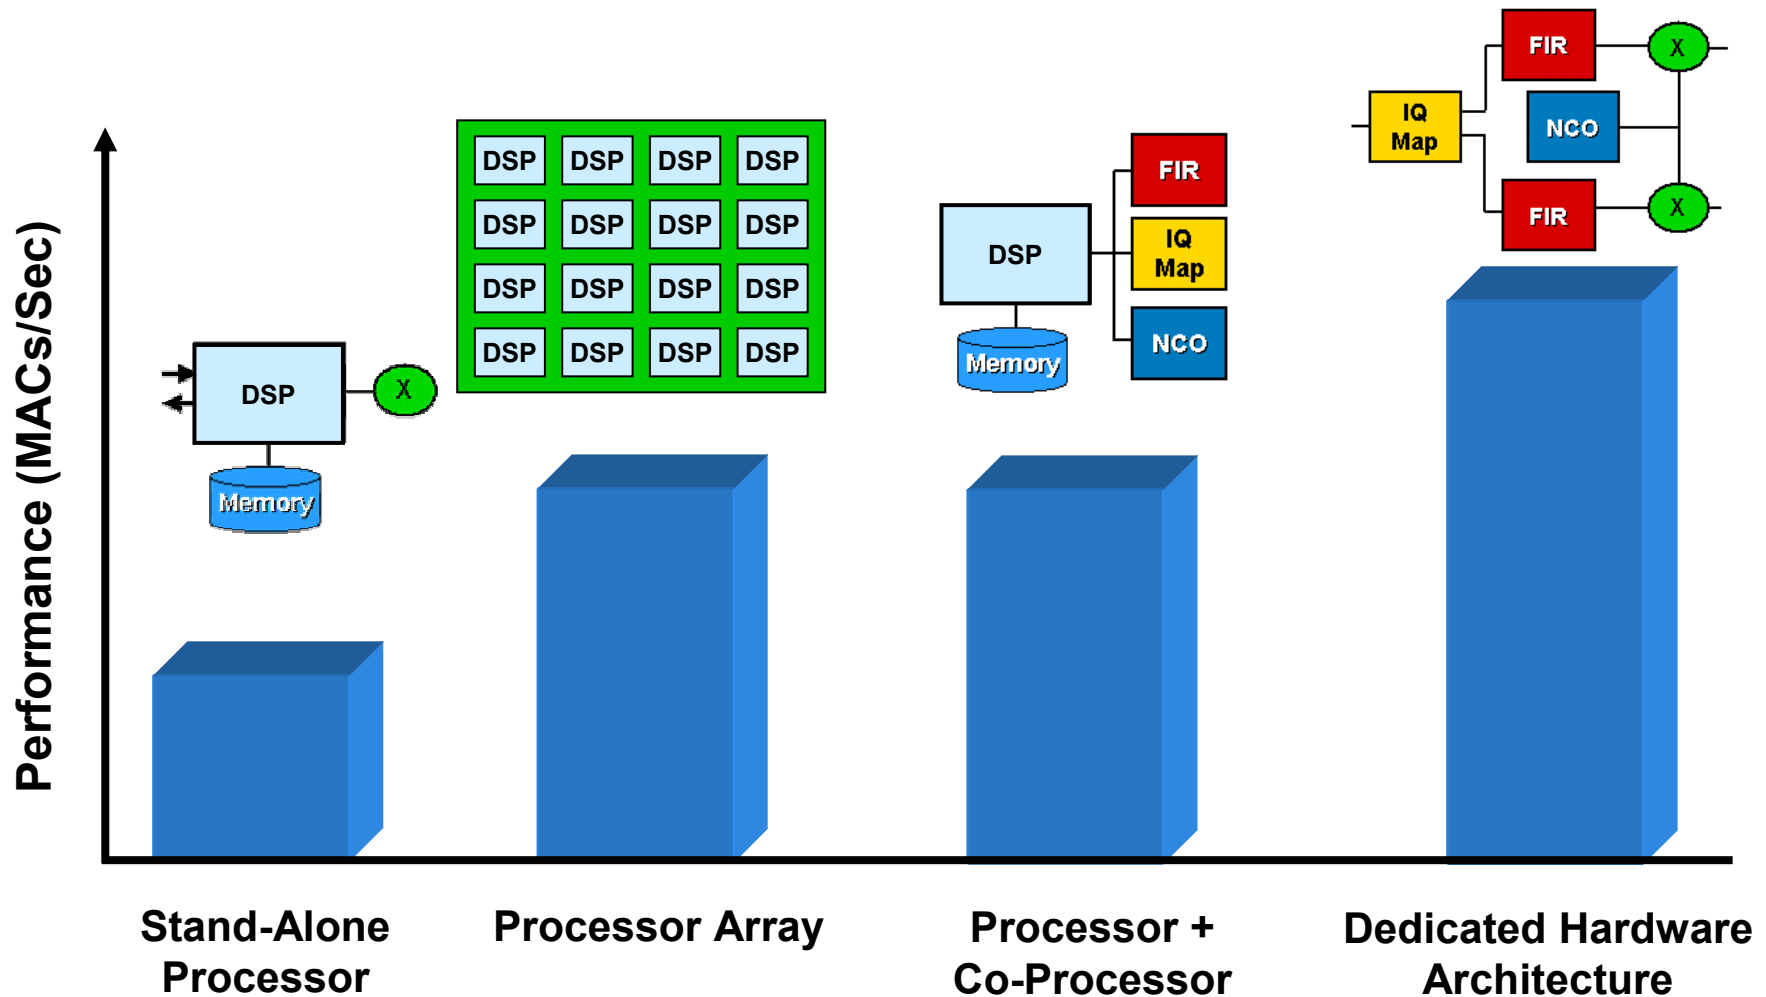 Performance (MACs/Sec)
DSP
X
Memory
DSP DSP DSP DSP
DSP DSP DSP DSP
DSP DSP DSP DSP
DSP DSP DSP DSP
DSP
Memory
FIR
IQ
Map
NCO
IQ
Map
FIR
X
NCO
FIR
X
Stand-Alone
Processor
Processor Array
Processor +
Co-Processor
Dedicated Hardware
Architecture